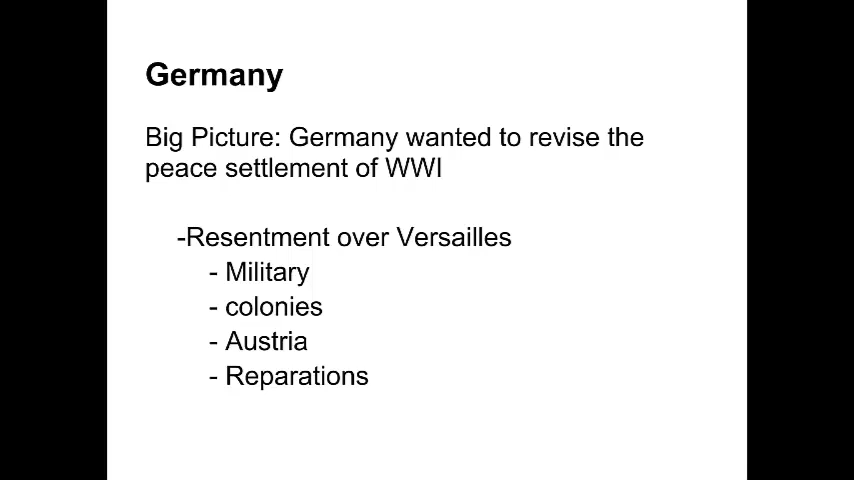 Germany
Big Picture: Germany wanted to revise the
peace settlement of WWI
-Resentment over Versailles
- Military
- colonies
- Austria
- Reparations